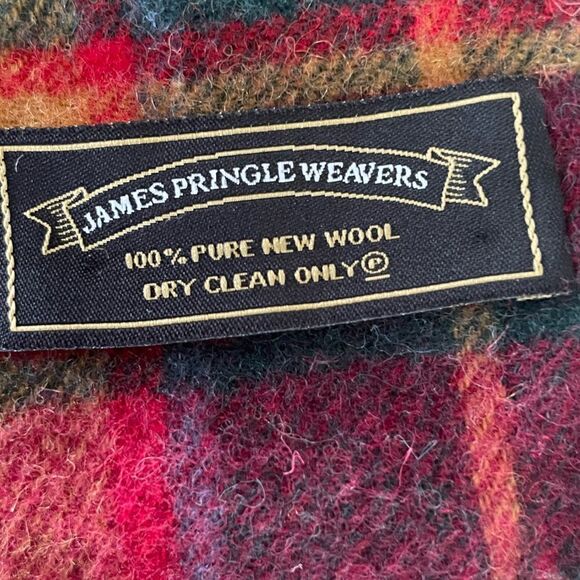 JAMES PRINGLE WEAVERS
100% PURE NEW WOOL
DRY CLEAN ONLY Ⓟ